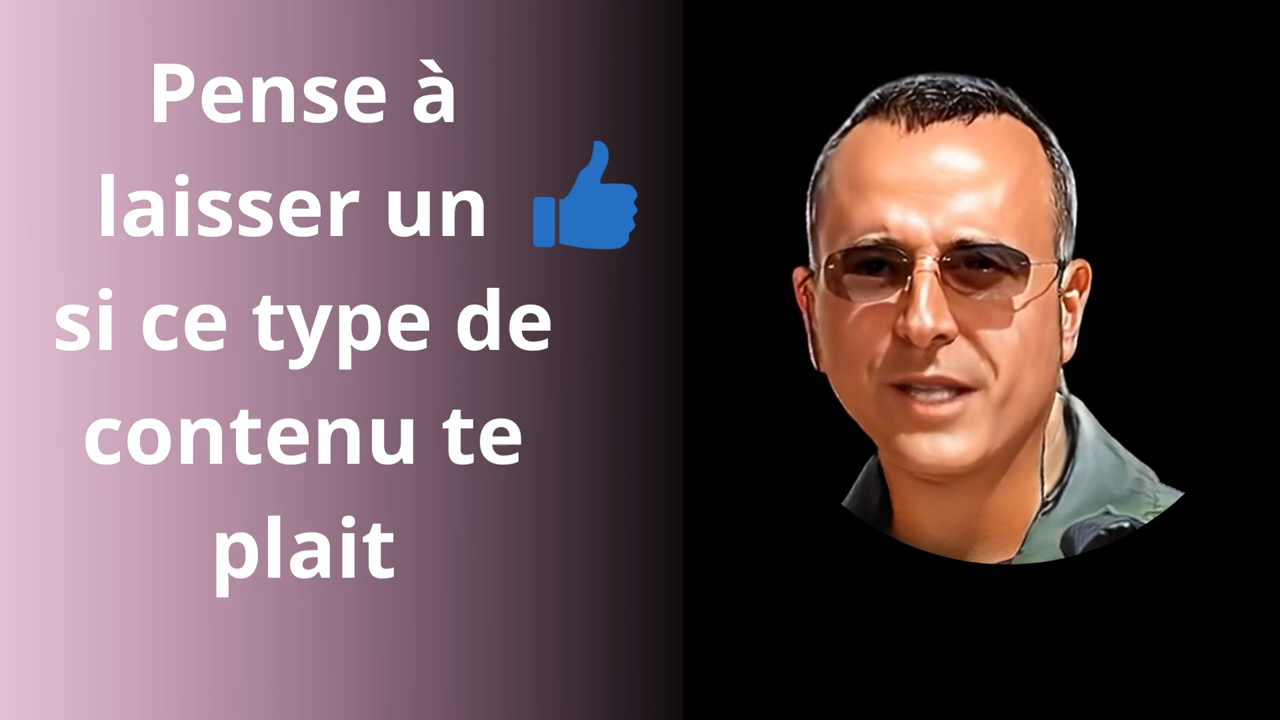 Pense à
laisser un
si ce type de
contenu te
plait